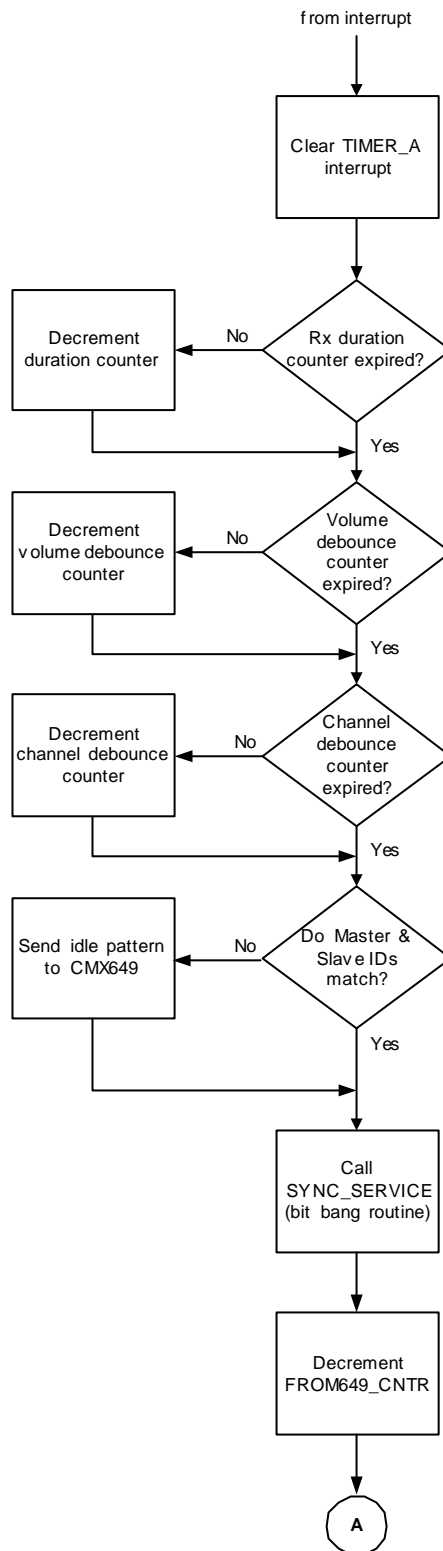 from interrupt
Clear TIMER_A
interrupt
Decrement
duration counter
No
Rx duration
counter expired?
Yes
Decrement
volume debounce
counter
No
Volume
debounce
counter
expired?
Yes
Decrement
channel debounce
counter
No
Channel
debounce
counter
expired?
Yes
Send idle pattern
to CMX649
No
Do Master &
Slave IDs
match?
Yes
Call
SYNC_SERVICE
(bit bang routine)
Decrement
FROM649_CNTR
A